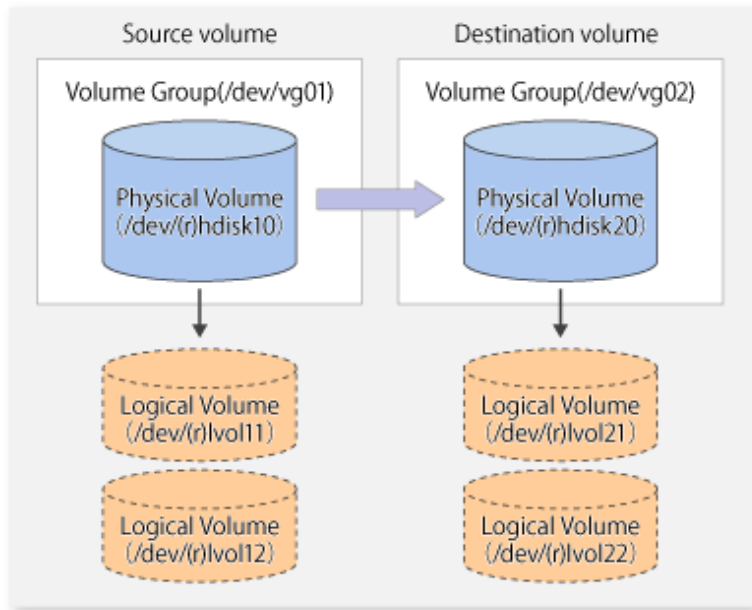 Source volume
Destination volume
Volume Group(/dev/vg01)
Volume Group(/dev/vg02)
Physical Volume
(/dev/(r)hdisk10)
Physical Volume
(/dev/(r)hdisk20)
Logical Volume
(/dev/(r)lvol11)
Logical Volume
(/dev/(r)lvol21)
Logical Volume
(/dev/(r)lvol12)
Logical Volume
(/dev/(r)lvol22)